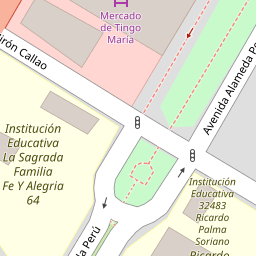 Mercado
de Tingo
María
irón Callao
Avenida Alameda Pe
Institución
Educativa
La Sagrada
Familia
Fe Y Alegria
64
Institución
Educativa
32483
Ricardo
Palma
Soriano
Ricardo
da Perú